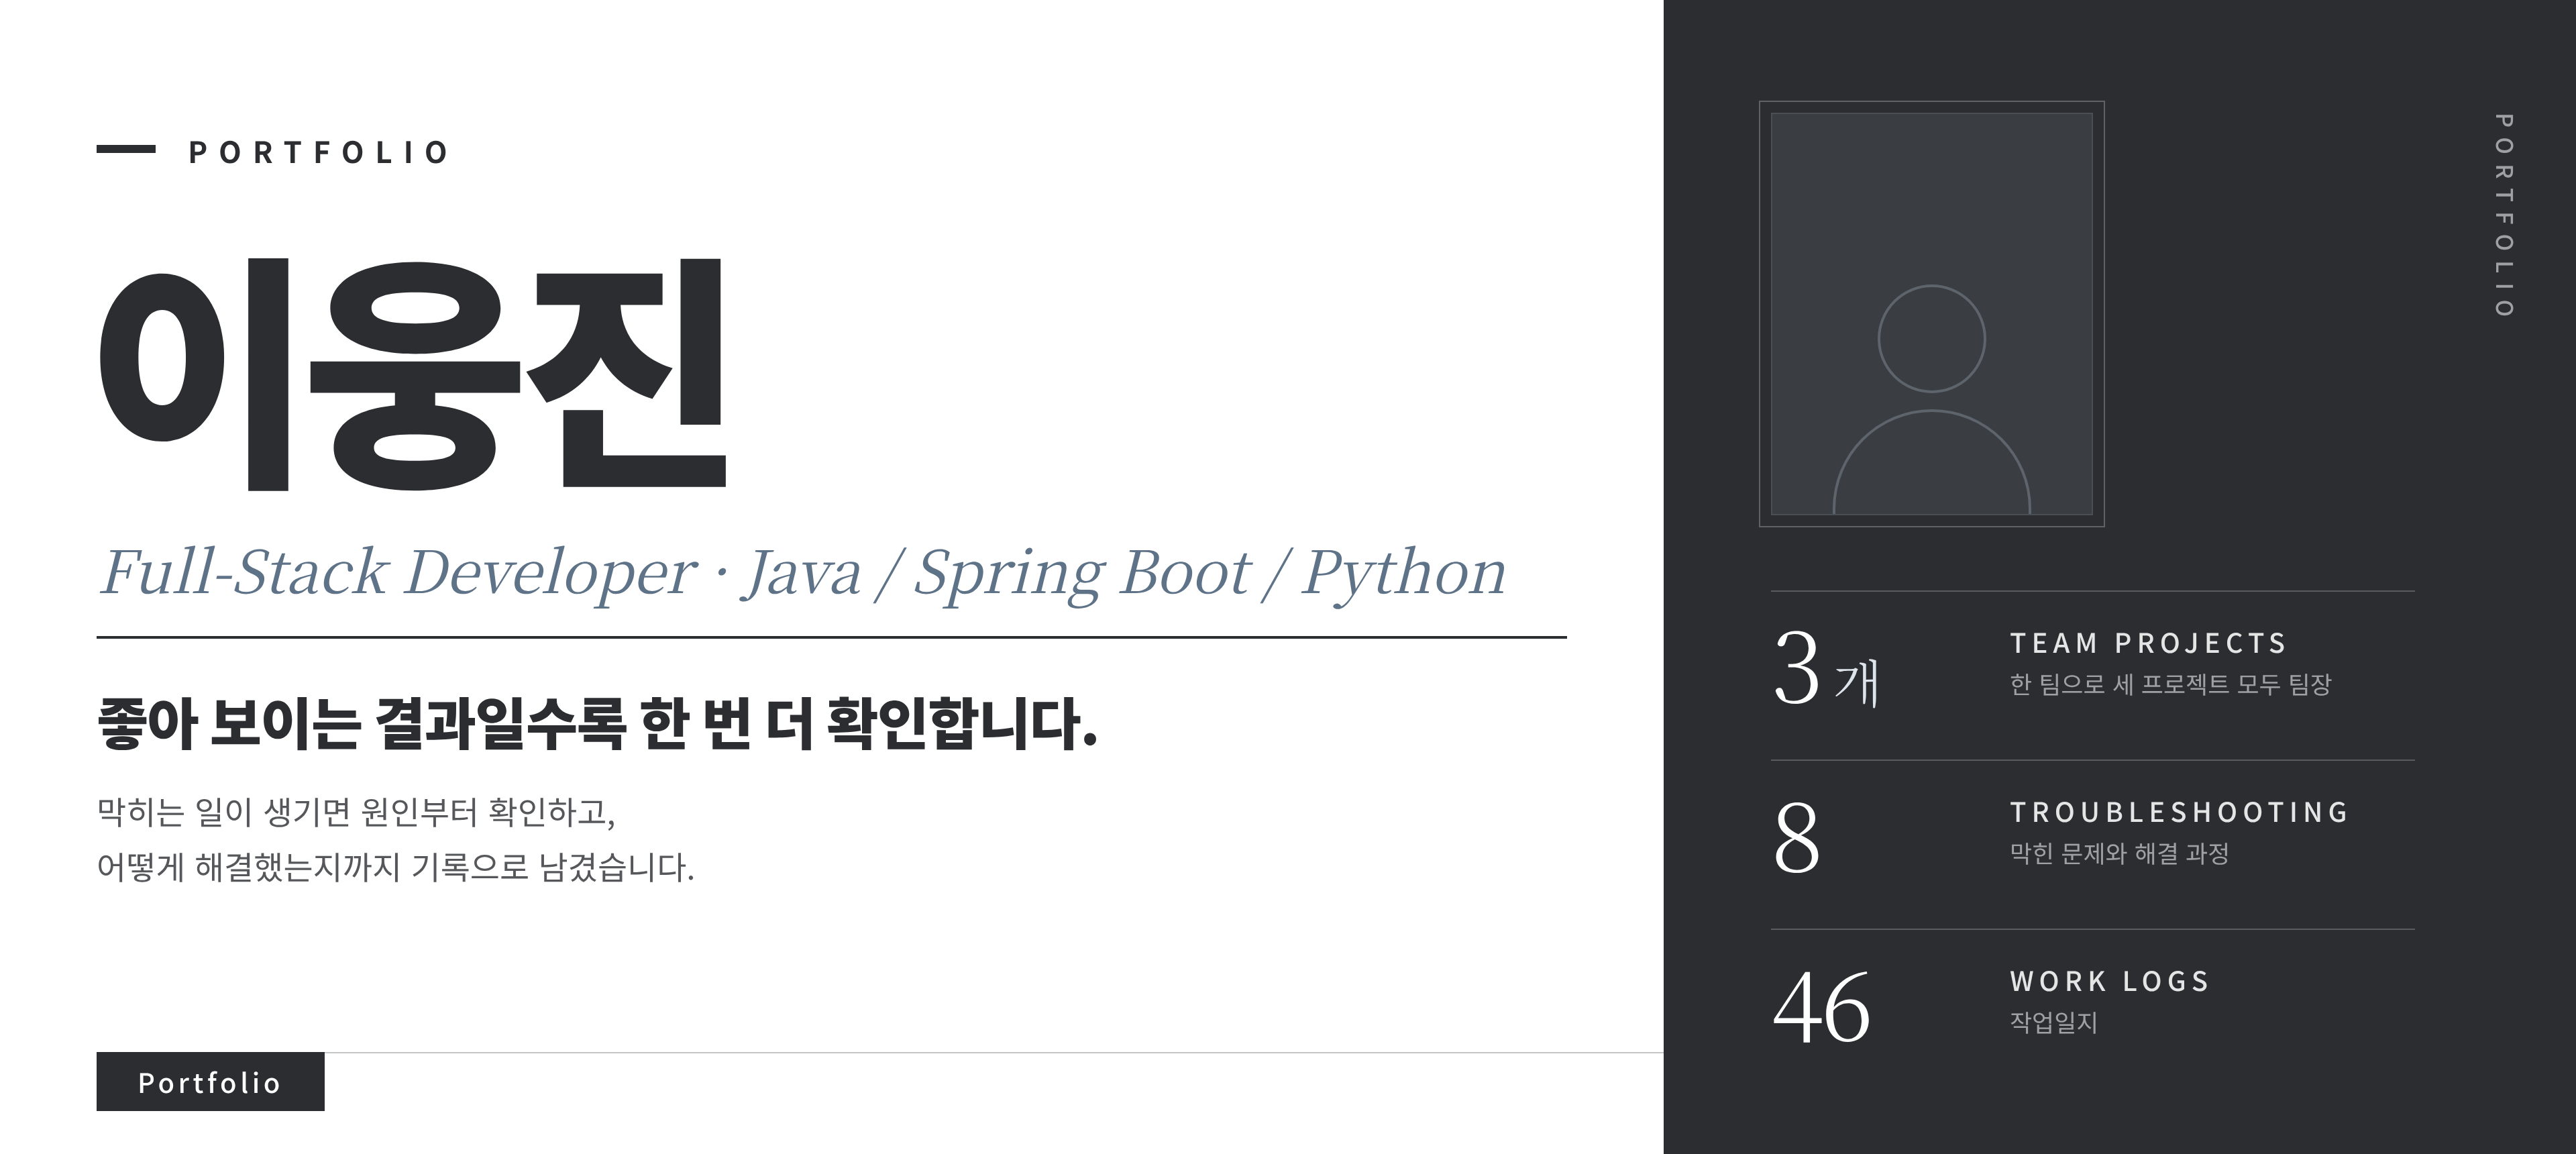 PORTFOLIO
이웅진
Full-Stack Developer · Java / Spring Boot / Python
좋아 보이는 결과일수록 한 번 더 확인합니다.
막히는 일이 생기면 원인부터 확인하고,
어떻게 해결했는지까지 기록으로 남겼습니다.
Portfolio
PORTFOLIO
3 개
TEAM PROJECTS
한 팀으로 세 프로젝트 모두 팀장
8
TROUBLESHOOTING
막힌 문제와 해결 과정
46
WORK LOGS
작업일지